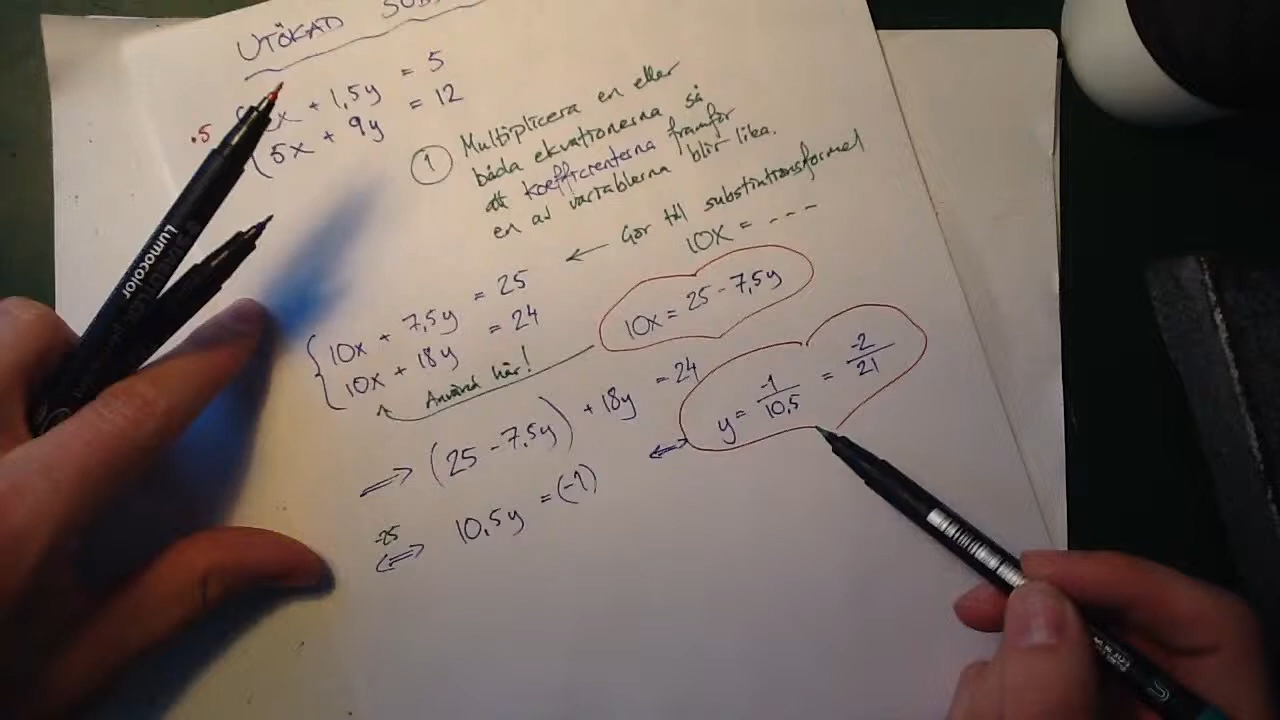 UTÖKAD
x + 1,5y = 5
5x + 9y = 12
.5
1
Multiplicera en eller
båda ekvationerna så
att koefficienterna framför
en av variablerna blir lika.
← Gör till substitutionsformel
10x = ---
10x + 7,5y = 25
10x + 18y = 24
10x = 25 - 7,5y
Använd här!
⇒ (25 - 7,5y) + 18y = 24
-25
⇔ 10,5y = (-1)
⇔ y = -1/10,5 = -2/21
Lumocolor